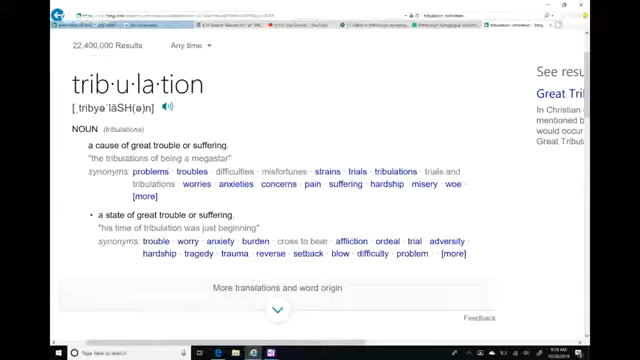 22,400,000 Results Any time
trib·u·la·tion
[ˌtribyəˈlāSH(ə)n]
NOUN (tribulations)
a cause of great trouble or suffering.
"the tribulations of being a megastar"
synonyms: problems · troubles · difficulties · misfortunes · strains · trials · tribulations · trials and
tribulations · worries · anxieties · concerns · pain · suffering · hardship · misery · woe ·
[more]
• a state of great trouble or suffering.
"his time of tribulation was just beginning"
synonyms: trouble · worry · anxiety · burden · cross to bear · affliction · ordeal · trial · adversity ·
hardship · tragedy · trauma · reverse · setback · blow · difficulty · problem · [more]
More translations and word origin
Feedback
See resu
Great Tri
In Christian
mentioned b
would occur
Great Tribul
Type here to search